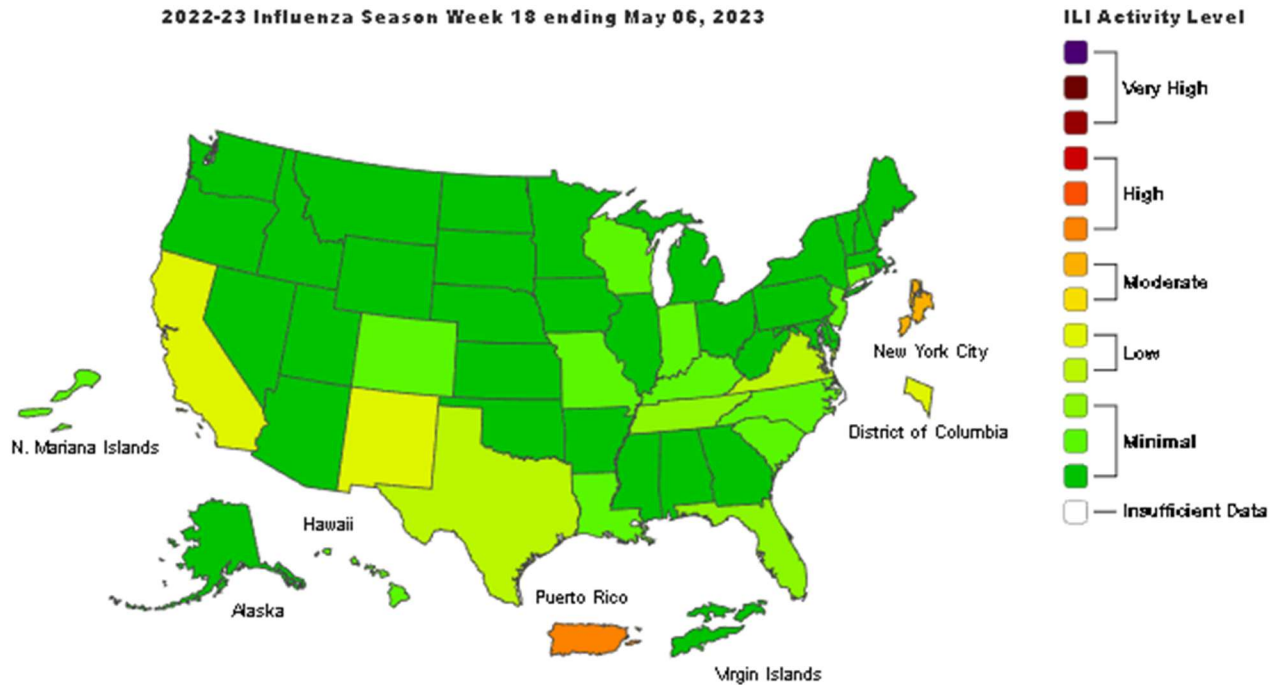 2022-23 Influenza Season Week 18 ending May 06, 2023
ILI Activity Level
Very High
High
Moderate
Low
Minimal
Insufficient Data
New York City
District of Columbia
N. Mariana Islands
Hawaii
Alaska
Puerto Rico
Virgin Islands